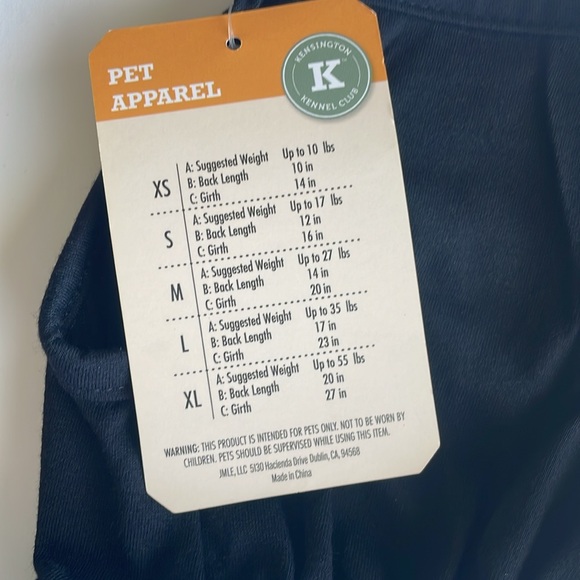 PET
APPAREL
KENSINGTON
K
KENNEL CLUB
XS
A: Suggested Weight Up to 10 lbs
B: Back Length 10 in
C: Girth 14 in
S
A: Suggested Weight Up to 17 lbs
B: Back Length 12 in
C: Girth 16 in
M
A: Suggested Weight Up to 27 lbs
B: Back Length 14 in
C: Girth 20 in
L
A: Suggested Weight Up to 35 lbs
B: Back Length 17 in
C: Girth 23 in
XL
A: Suggested Weight Up to 55 lbs
B: Back Length 20 in
C: Girth 27 in
WARNING: THIS PRODUCT IS INTENDED FOR PETS ONLY. NOT TO BE WORN BY
CHILDREN. PETS SHOULD BE SUPERVISED WHILE USING THIS ITEM.
JMLE, LLC 5130 Hacienda Drive Dublin, CA, 94568
Made in China